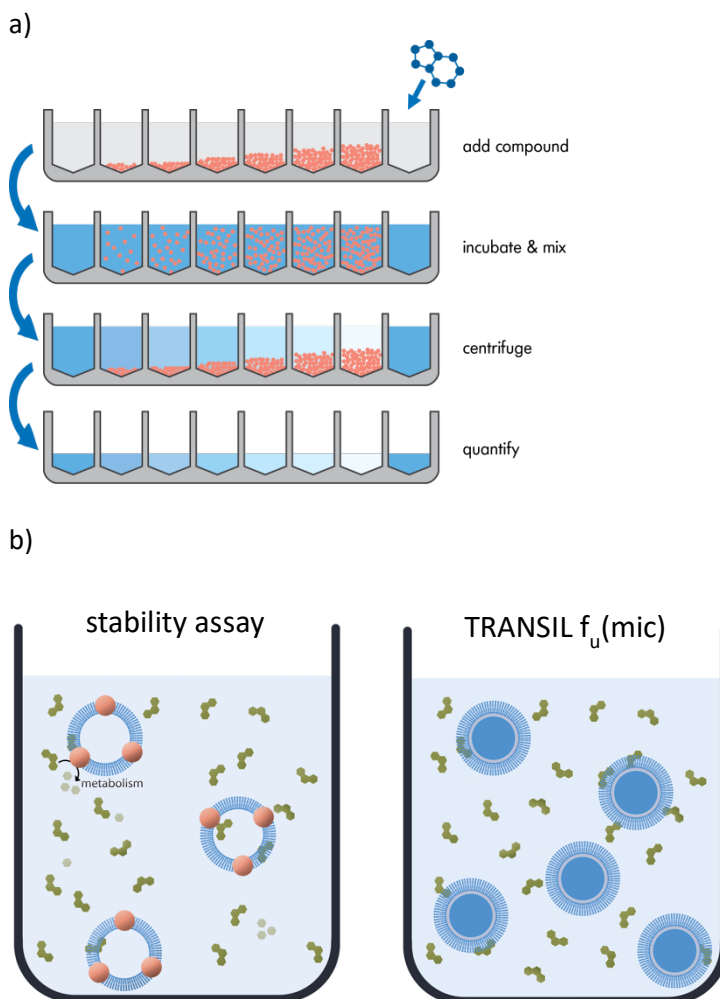 a)
add compound
incubate & mix
centrifuge
quantify
b)
stability assay
TRANSIL fu(mic)
metabolism